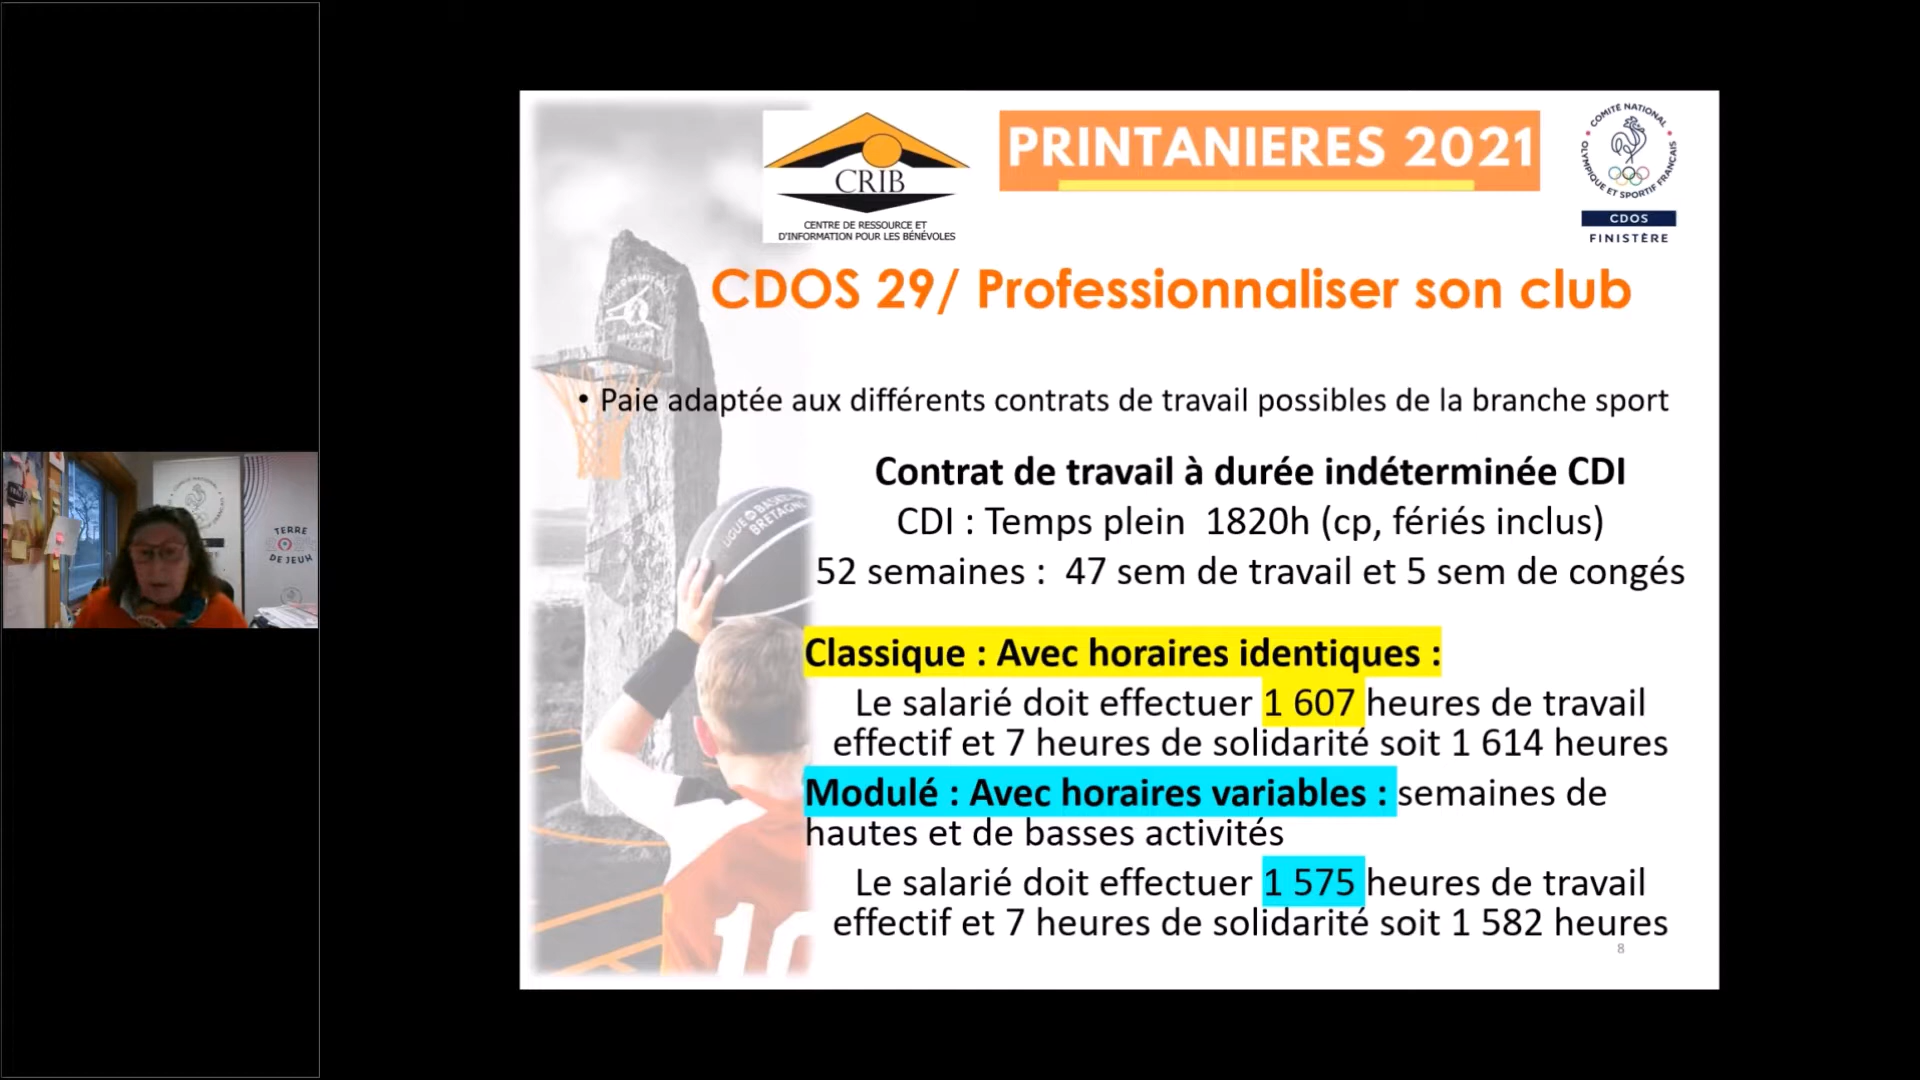 CRIB
CENTRE DE RESSOURCE ET
D'INFORMATION POUR LES BÉNÉVOLES
PRINTANIERES 2021
COMITÉ NATIONAL
OLYMPIQUE ET SPORTIF FRANÇAIS
CDOS
FINISTÈRE
CDOS 29/ Professionnaliser son club
• Paie adaptée aux différents contrats de travail possibles de la branche sport
Contrat de travail à durée indéterminée CDI
CDI : Temps plein 1820h (cp, fériés inclus)
52 semaines : 47 sem de travail et 5 sem de congés
Classique : Avec horaires identiques :
Le salarié doit effectuer 1 607 heures de travail
effectif et 7 heures de solidarité soit 1 614 heures
Modulé : Avec horaires variables : semaines de
hautes et de basses activités
Le salarié doit effectuer 1 575 heures de travail
effectif et 7 heures de solidarité soit 1 582 heures
8
LIGUE BASKET
BRETAGNE
10
TERRE
DE JEUX